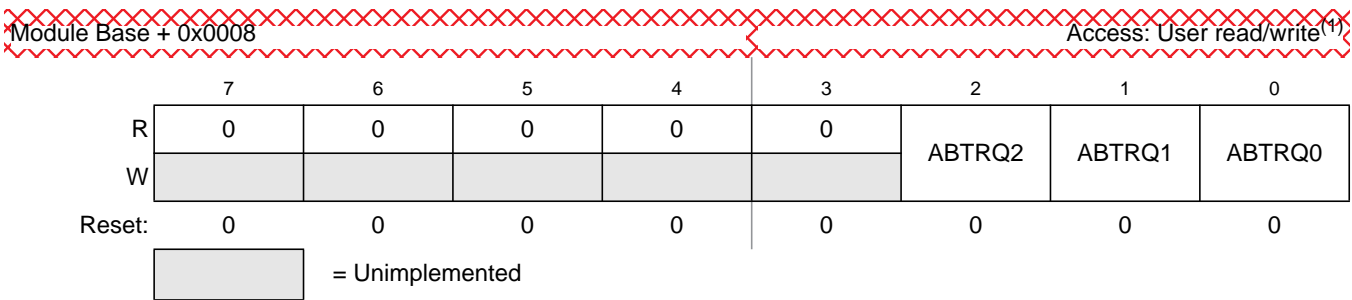 Module Base + 0x0008 Access: User read/write(1)
7 6 5 4 3 2 1 0
R 0 0 0 0 0 ABTRQ2 ABTRQ1 ABTRQ0
W
Reset: 0 0 0 0 0 0 0 0
= Unimplemented